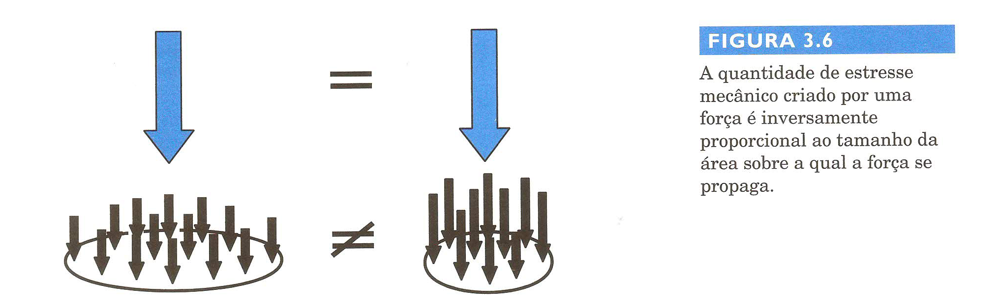 =
≠
FIGURA 3.6
A quantidade de estresse
mecânico criado por uma
força é inversamente
proporcional ao tamanho da
área sobre a qual a força se
propaga.